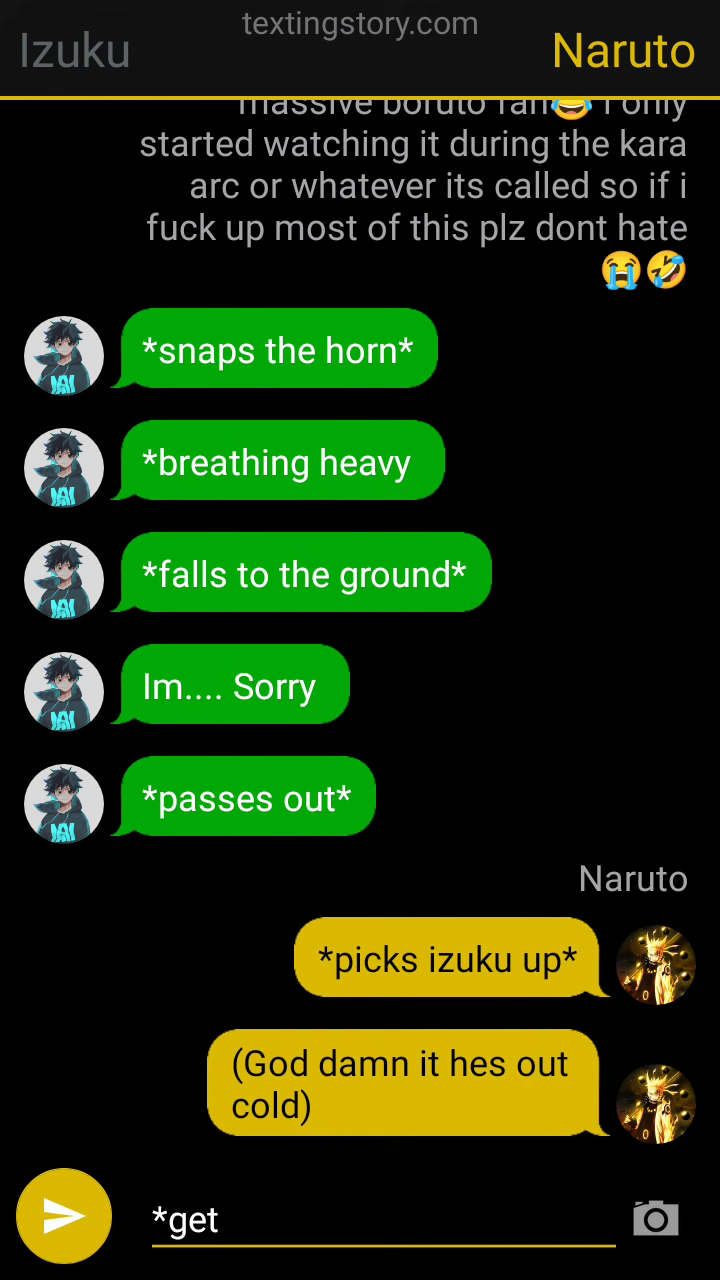 textingstory.com
Izuku
Naruto
massive boruto fan😂 i only
started watching it during the kara
arc or whatever its called so if i
fuck up most of this plz dont hate
😭🤣
*snaps the horn*
*breathing heavy
*falls to the ground*
Im.... Sorry
*passes out*
Naruto
*picks izuku up*
(God damn it hes out
cold)
*get